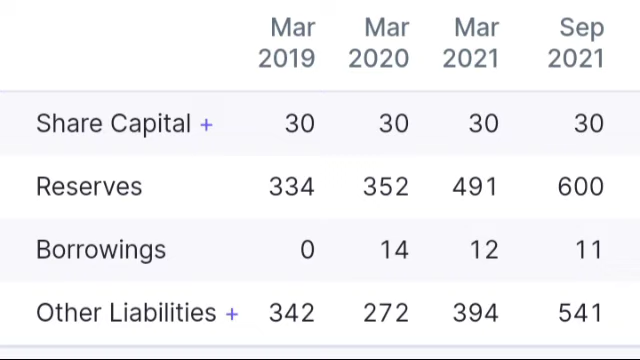 Mar Mar Mar Sep
2019 2020 2021 2021
Share Capital + 30 30 30 30
Reserves 334 352 491 600
Borrowings 0 14 12 11
Other Liabilities + 342 272 394 541